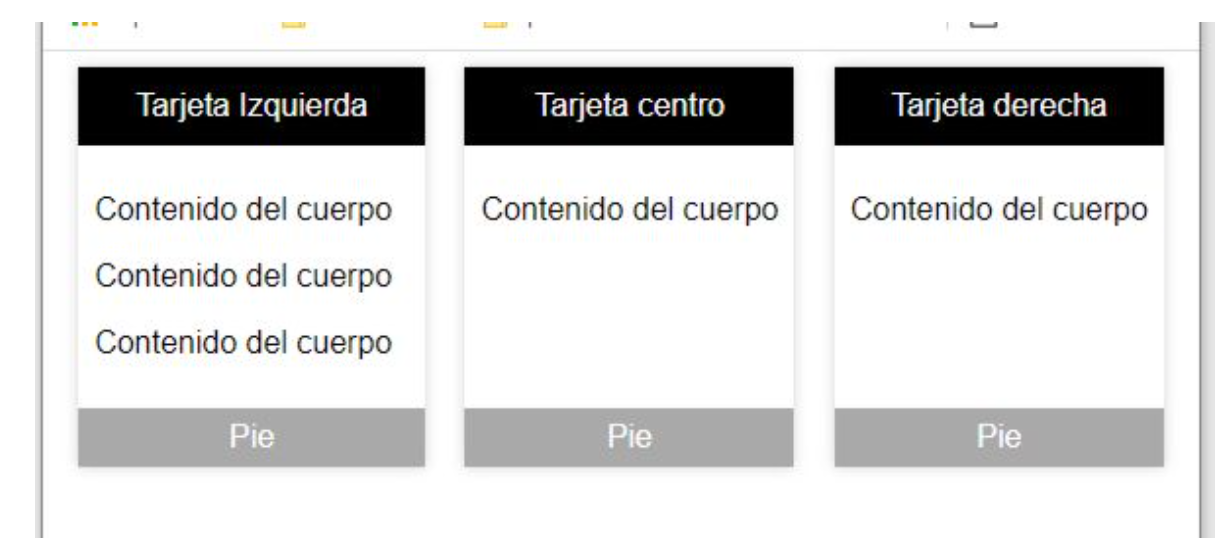 Tarjeta Izquierda
Contenido del cuerpo
Contenido del cuerpo
Contenido del cuerpo
Pie
Tarjeta centro
Contenido del cuerpo
Pie
Tarjeta derecha
Contenido del cuerpo
Pie